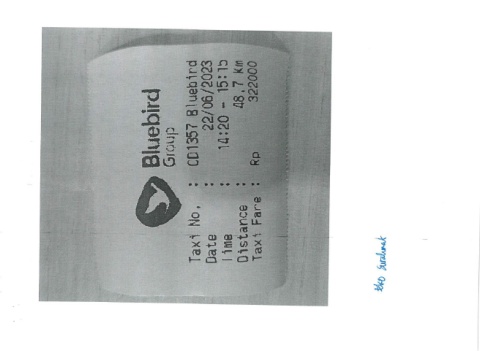 Bluebird
Group
Taxi No. : CD1357 Bluebird
Date : 22/06/2023
Time : 14:20 - 15:15
Distance : 48,7 Km
Taxi Fare : Rp 322000